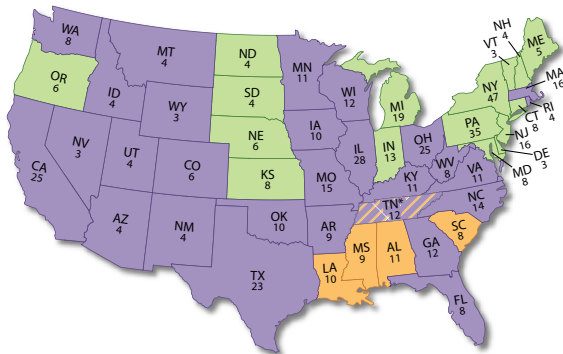 WA
8
OR
6
CA
25
NV
3
ID
4
MT
4
WY
3
UT
4
AZ
4
CO
6
NM
4
ND
4
SD
4
NE
6
KS
8
OK
10
TX
23
MN
11
IA
10
MO
15
AR
9
LA
10
WI
12
IL
28
MS
9
MI
19
IN
13
OH
25
KY
11
TN*
12
AL
11
GA
12
FL
8
SC
8
NC
14
VA
11
WV
8
PA
35
NY
47
VT
3
NH
4
ME
5
MA
16
RI
4
CT
8
NJ
16
DE
3
MD
8